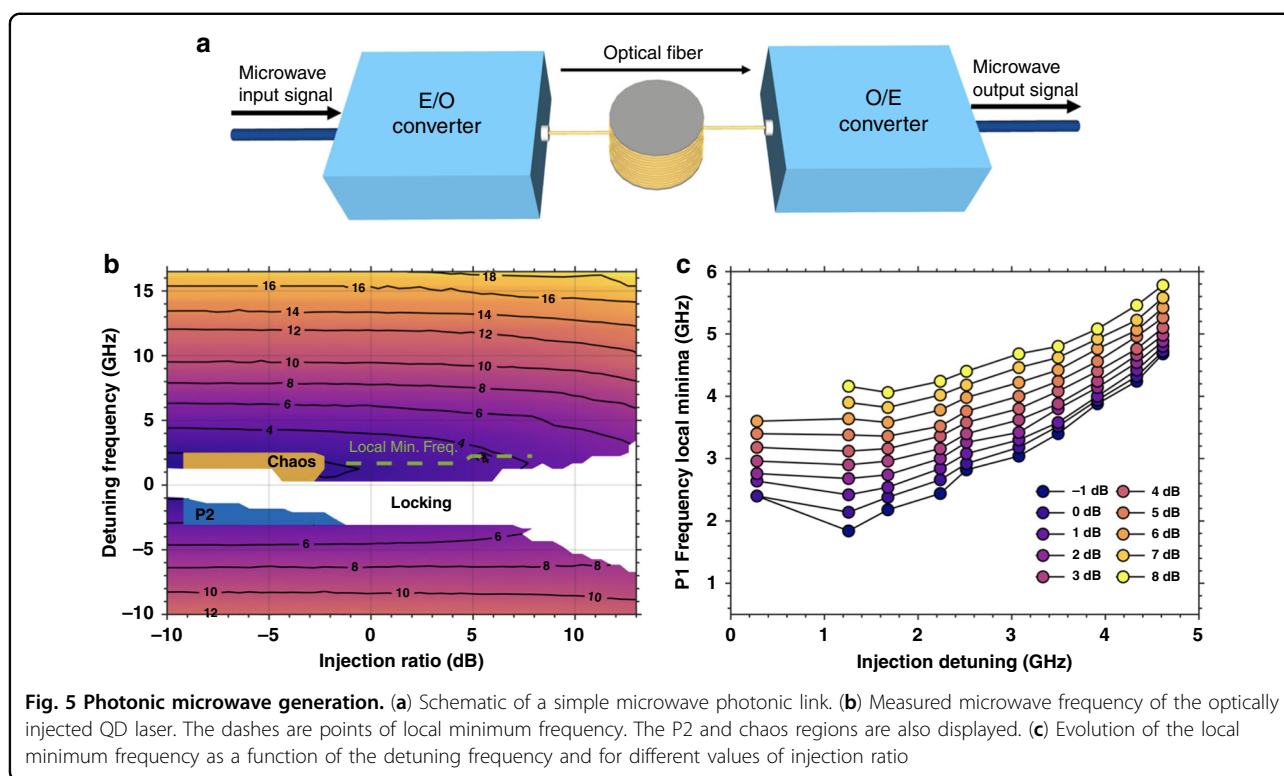 a
Microwave
input signal
E/O
converter
Optical fiber
O/E
converter
Microwave
output signal
b
Detuning frequency (GHz)
15
10
5
0
−5
−10
−10
−5
0
5
10
Injection ratio (dB)
18
16
16
16
14
14
12
12
10
10
8
8
6
6
4
4
4
Local Min. Freq.
Chaos
Locking
P2
6
6
8
8
8
10
10
10
12
c
P1 Frequency local minima (GHz)
6
5
4
3
2
1
0
1
2
3
4
5
Injection detuning (GHz)
−1 dB
0 dB
1 dB
2 dB
3 dB
4 dB
5 dB
6 dB
7 dB
8 dB
Fig. 5 Photonic microwave generation. (a) Schematic of a simple microwave photonic link. (b) Measured microwave frequency of the optically
injected QD laser. The dashes are points of local minimum frequency. The P2 and chaos regions are also displayed. (c) Evolution of the local
minimum frequency as a function of the detuning frequency and for different values of injection ratio